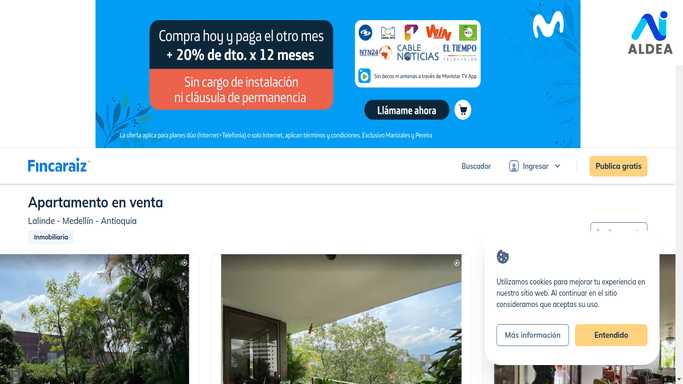 Compra hoy y paga el otro mes
+ 20% de dto. x 12 meses
Sin cargo de instalación
ni cláusula de permanencia
WIN
NTN24
CABLE
NOTICIAS
EL TIEMPO
TELEVISIÓN
Sin decos ni antenas a través de Movistar TV App
Llámame ahora
La oferta aplica para planes dúo (Internet+Telefonía) o solo Internet, aplican términos y condiciones. Exclusivo Manizales y Pereira
ALDEA
Fincaraiz
Buscador
Ingresar
Publica gratis
Apartamento en venta
Lalinde - Medellín - Antioquia
Inmobiliaria
Utilizamos cookies para mejorar tu experiencia en
nuestro sitio web. Al continuar en el sitio
consideramos que aceptas su uso.
Más información
Entendido